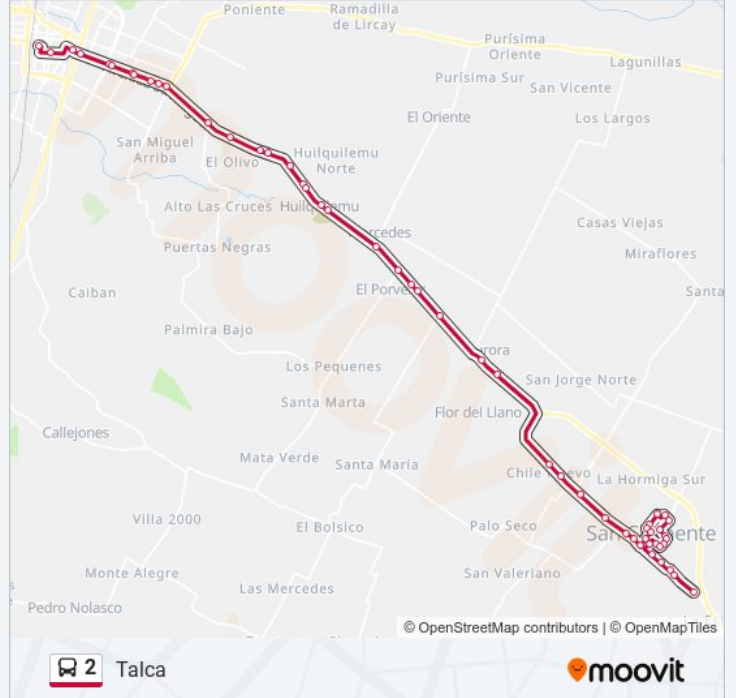 Poniente
Ramadilla
de Lircay
Purísima
Oriente
Lagunillas
Purísima Sur
San Vicente
El Oriente
Los Largos
San Miguel
Arriba
El Olivo
Huilquilemu
Norte
Alto Las Cruces
Casas Viejas
Puertas Negras
Miraflores
Caiban
Santa
Palmira Bajo
Los Pequenes
San Jorge Norte
Santa Marta
Flor del Llano
Callejones
Mata Verde
Santa María
La Hormiga Sur
Villa 2000
El Bolsico
Palo Seco
Monte Alegre
San Valeriano
Las Mercedes
Pedro Nolasco
© OpenStreetMap contributors | © OpenMapTiles
2 Talca
moovit